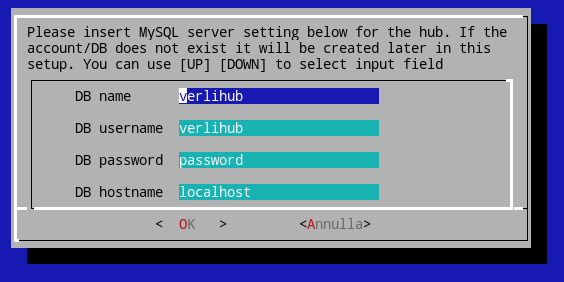 Please insert MySQL server setting below for the hub. If the
account/DB does not exist it will be created later in this
setup. You can use [UP] [DOWN] to select input field
DB name verlihub
DB username verlihub
DB password password
DB hostname localhost
< OK > <Annulla>